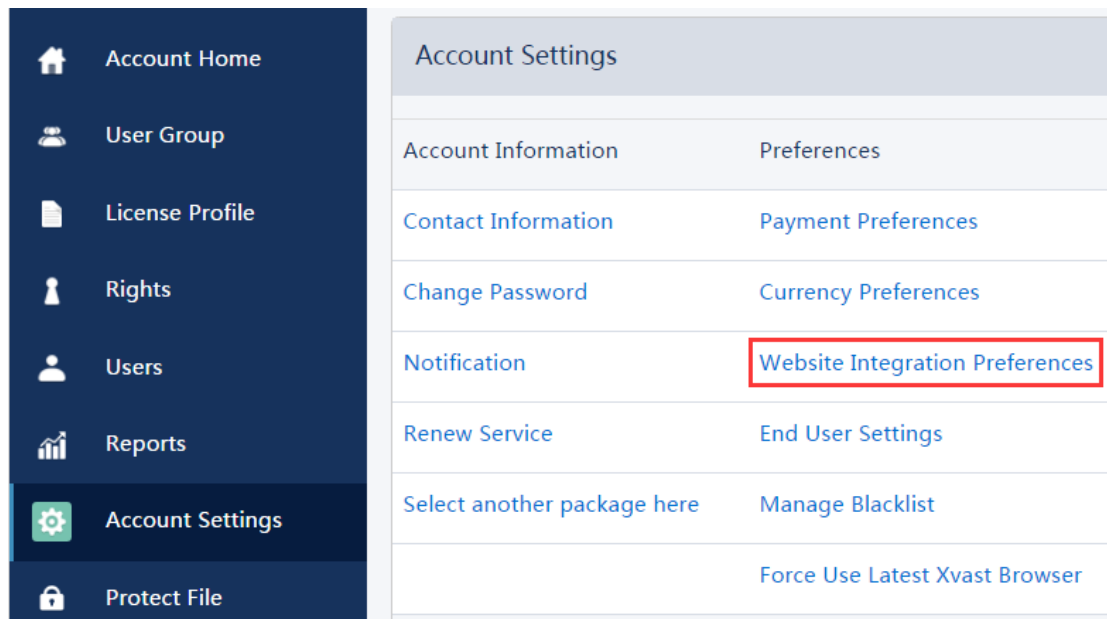 Account Home
User Group
License Profile
Rights
Users
Reports
Account Settings
Protect File
Account Settings
Account Information Preferences
Contact Information Payment Preferences
Change Password Currency Preferences
Notification Website Integration Preferences
Renew Service End User Settings
Select another package here Manage Blacklist
Force Use Latest Xvast Browser